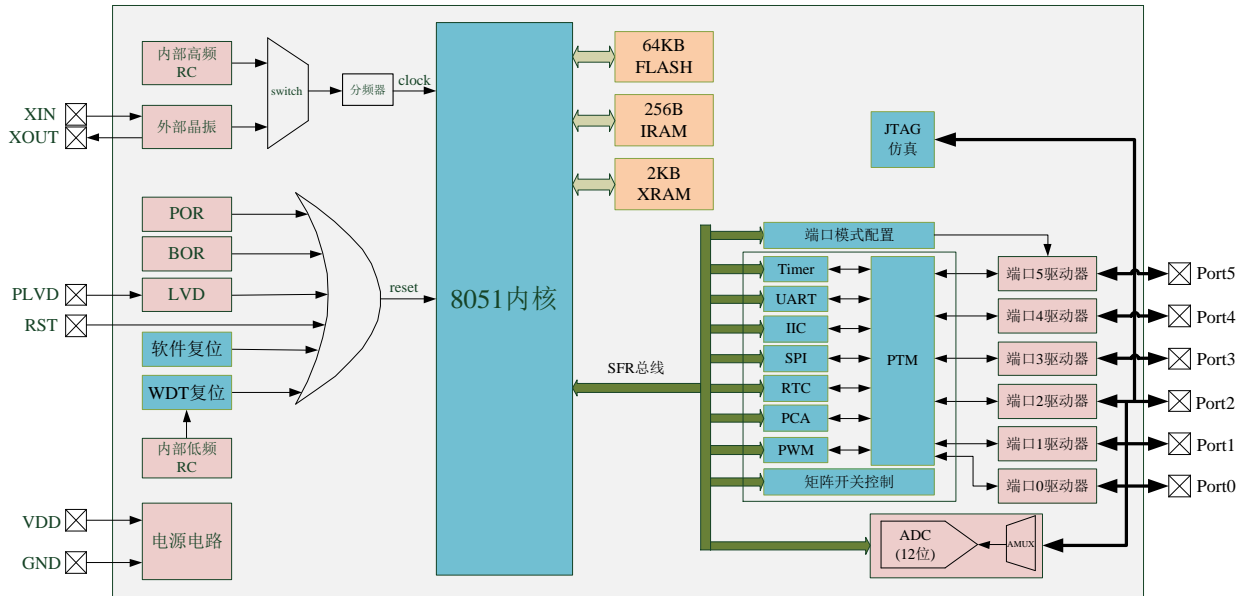 内部高频
RC
XIN
XOUT
外部晶振
switch
分频器
clock
POR
BOR
PLVD
LVD
RST
软件复位
WDT复位
内部低频
RC
reset
VDD
GND
电源电路
8051内核
64KB
FLASH
256B
IRAM
2KB
XRAM
JTAG
仿真
SFR总线
端口模式配置
Timer
UART
IIC
SPI
RTC
PCA
PWM
PTM
矩阵开关控制
端口5驱动器
Port5
端口4驱动器
Port4
端口3驱动器
Port3
端口2驱动器
Port2
端口1驱动器
Port1
端口0驱动器
Port0
ADC
(12位)
AMUX